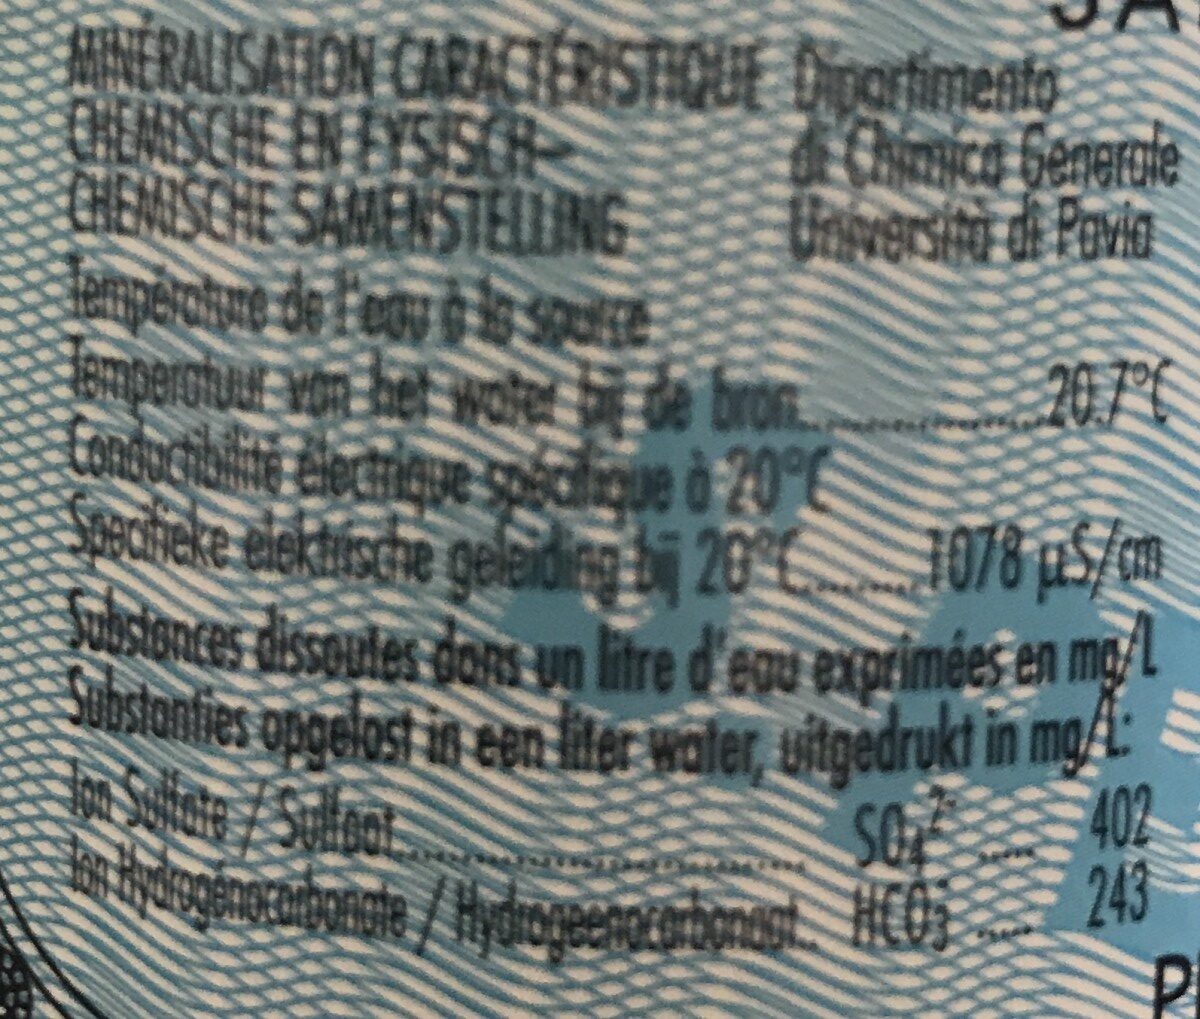 MINÉRALISATION CARACTÉRISTIQUE
CHEMISCHE EN FYSISCH-
CHEMISCHE SAMENSTELLING
Dipartimento
di Chimica Generale
Università di Pavia
Température de l'eau à la source
Temperatuur van het water bij de bron..................20.7°C
Conductibilité électrique spécifique à 20°C
Specifieke elektrische geleiding bij 20°C.........1078 µS/cm
Substances dissoutes dans un litre d'eau exprimées en mg/L
Substanties opgelost in een liter water, uitgedrukt in mg/L:
Ion Sulfate / Sulfaat.................................. SO₄²⁻ ..... 402
Ion Hydrogénocarbonate / Hydrogeenocarbonaat.. HCO₃⁻ ..... 243